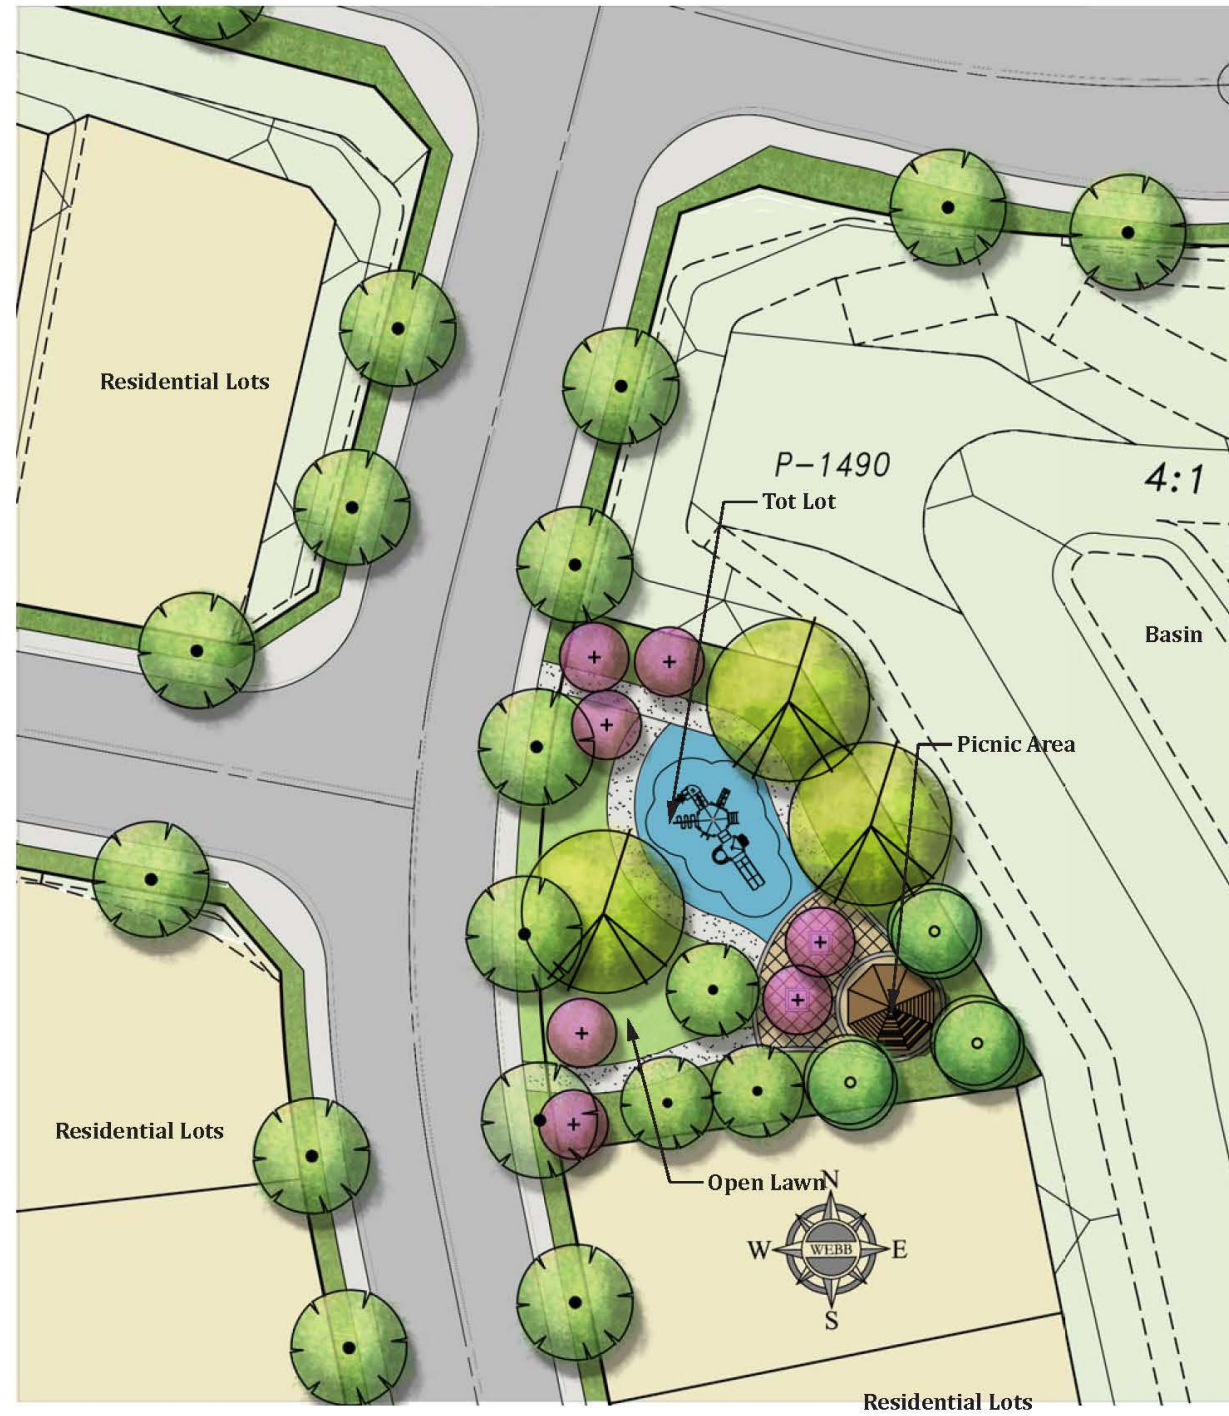 Residential Lots
P-1490
4:1
Tot Lot
Basin
Picnic Area
Residential Lots
Open Lawn
N
W
WEBB
E
S
Residential Lots